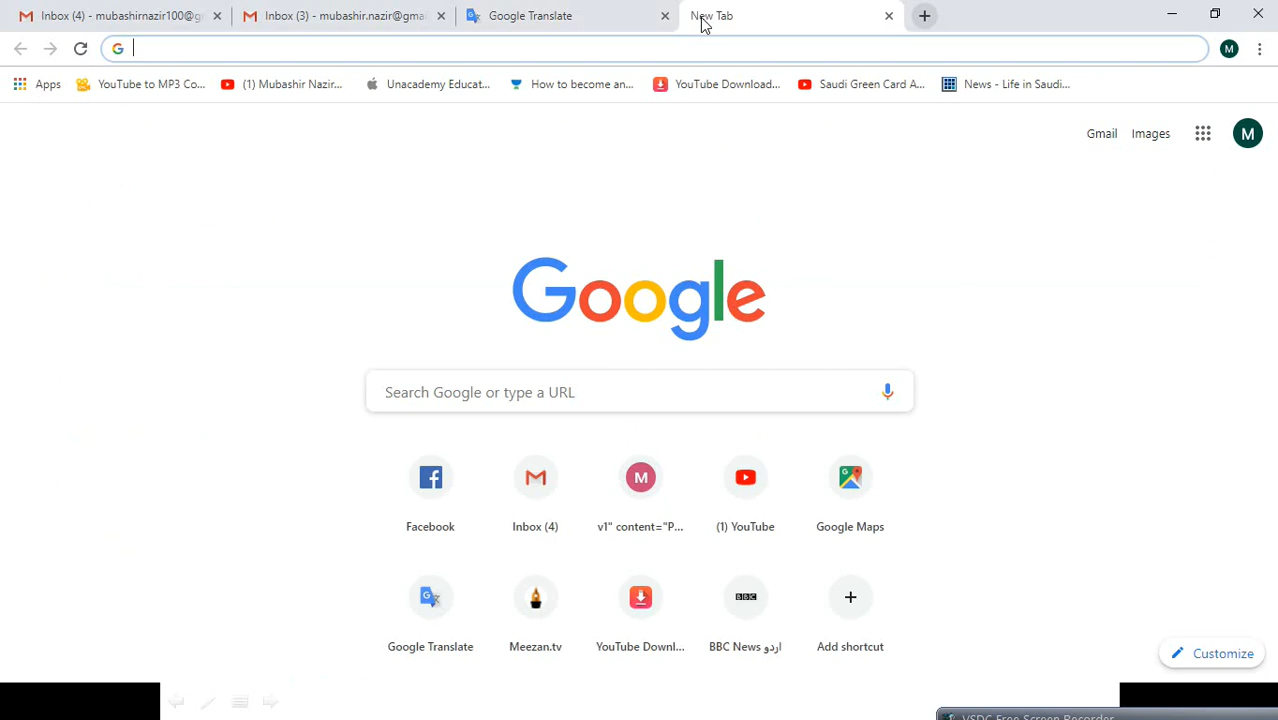 Inbox (4) - mubashirnazir100@g
Inbox (3) - mubashir.nazir@gma
Google Translate
New Tab
Apps
YouTube to MP3 Co...
(1) Mubashir Nazir...
Unacademy Educat...
How to become an...
YouTube Download...
Saudi Green Card A...
News - Life in Saudi...
M
Gmail
Images
M
Google
Search Google or type a URL
M
Facebook
Inbox (4)
v1" content="P...
(1) YouTube
Google Maps
BBC
Google Translate
Meezan.tv
YouTube Downl...
BBC News اردو
Add shortcut
Customize
VSDC Free Screen Recorder